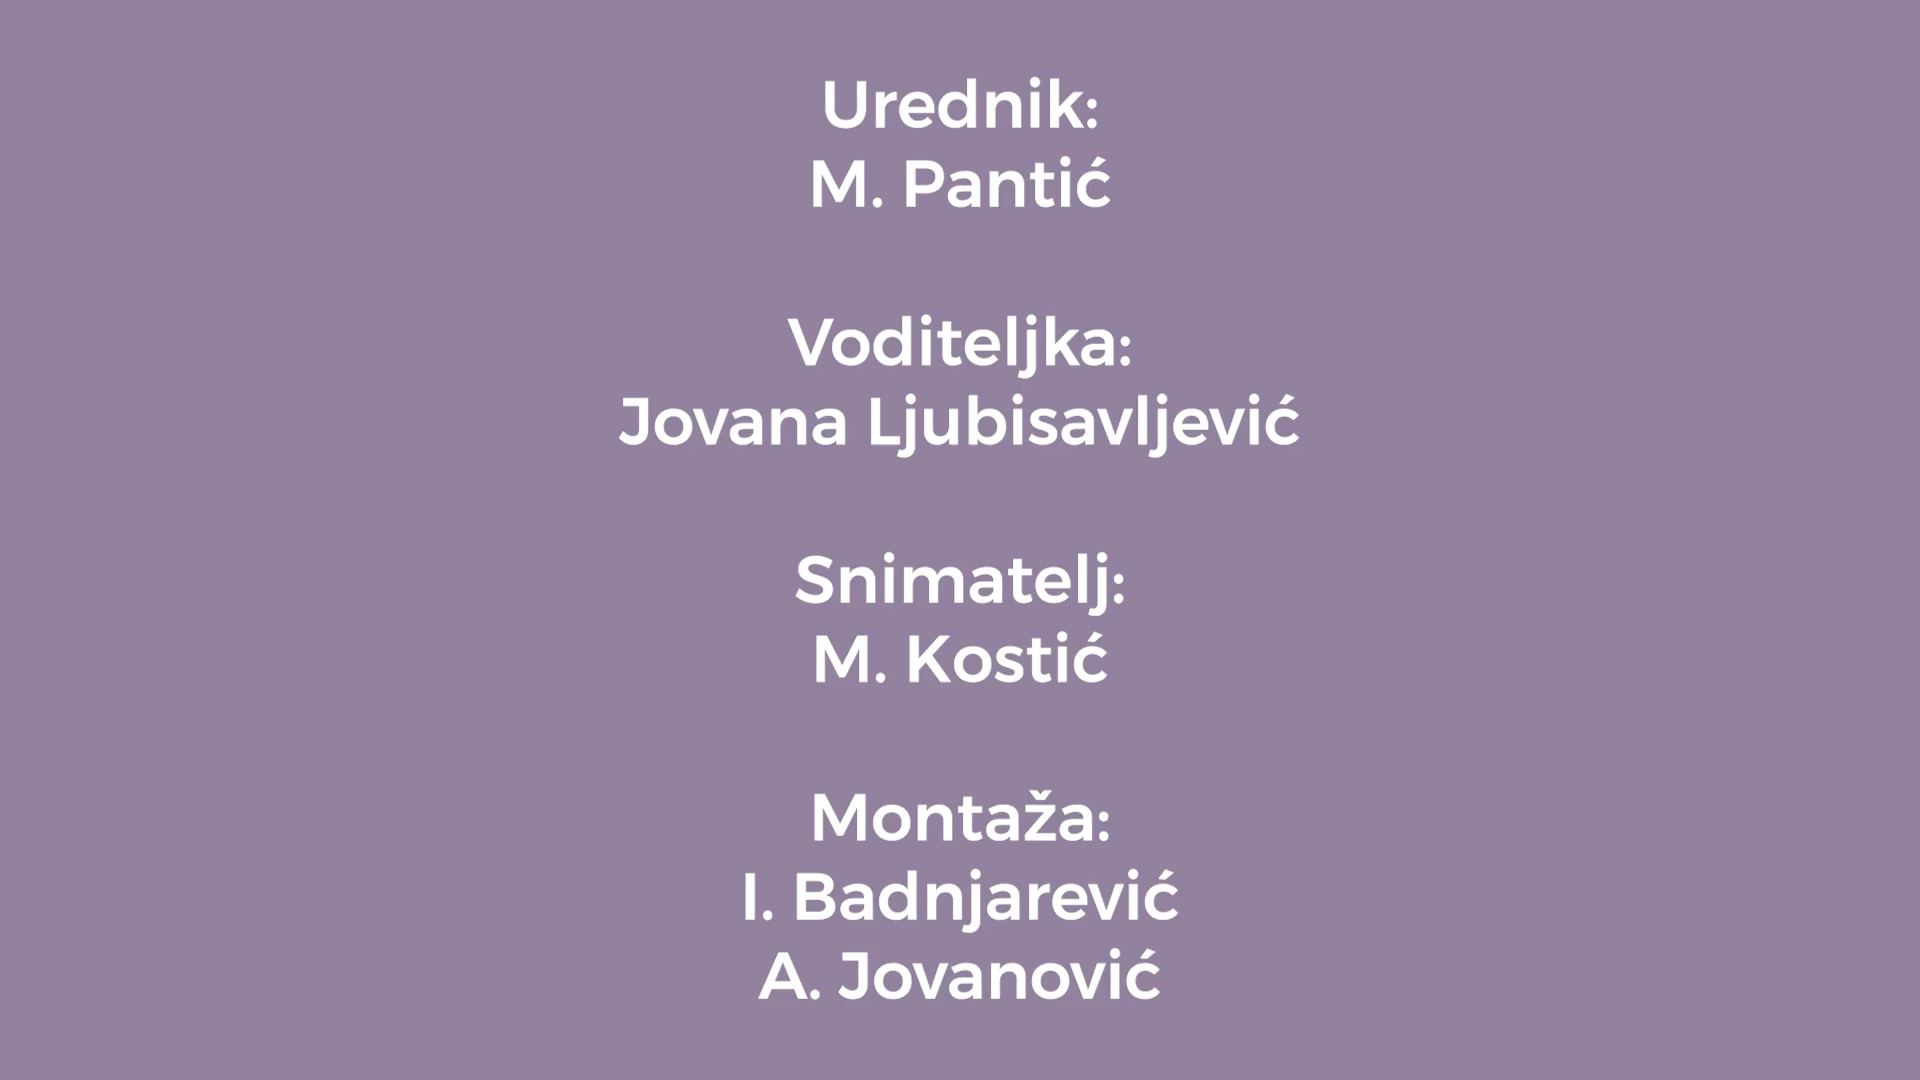 Urednik:
M. Pantić
Voditeljka:
Jovana Ljubisavljević
Snimatelj:
M. Kostić
Montaža:
I. Badnjarević
A. Jovanović